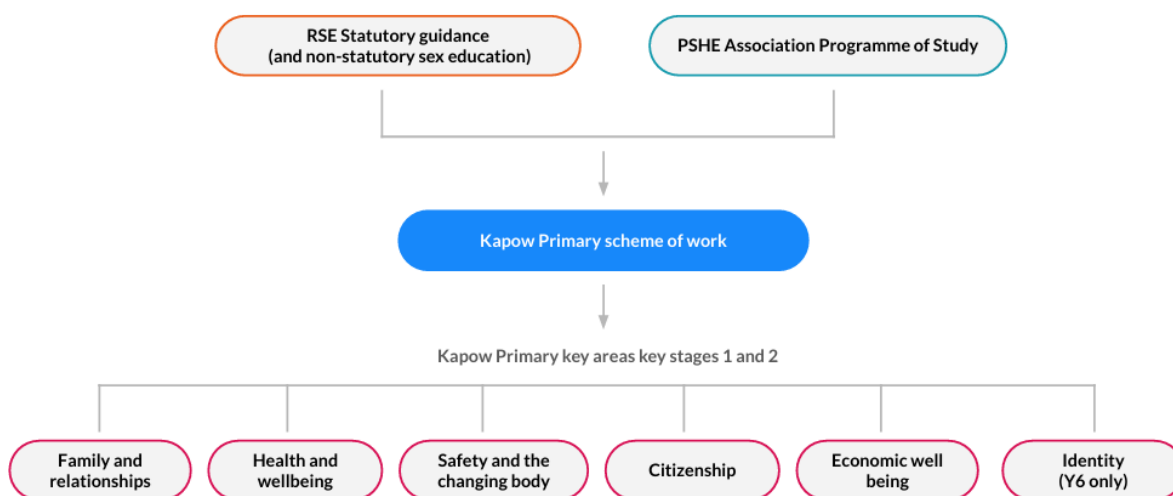 RSE Statutory guidance
(and non-statutory sex education)
PSHE Association Programme of Study
Kapow Primary scheme of work
Kapow Primary key areas key stages 1 and 2
Family and
relationships
Health and
wellbeing
Safety and the
changing body
Citizenship
Economic well
being
Identity
(Y6 only)